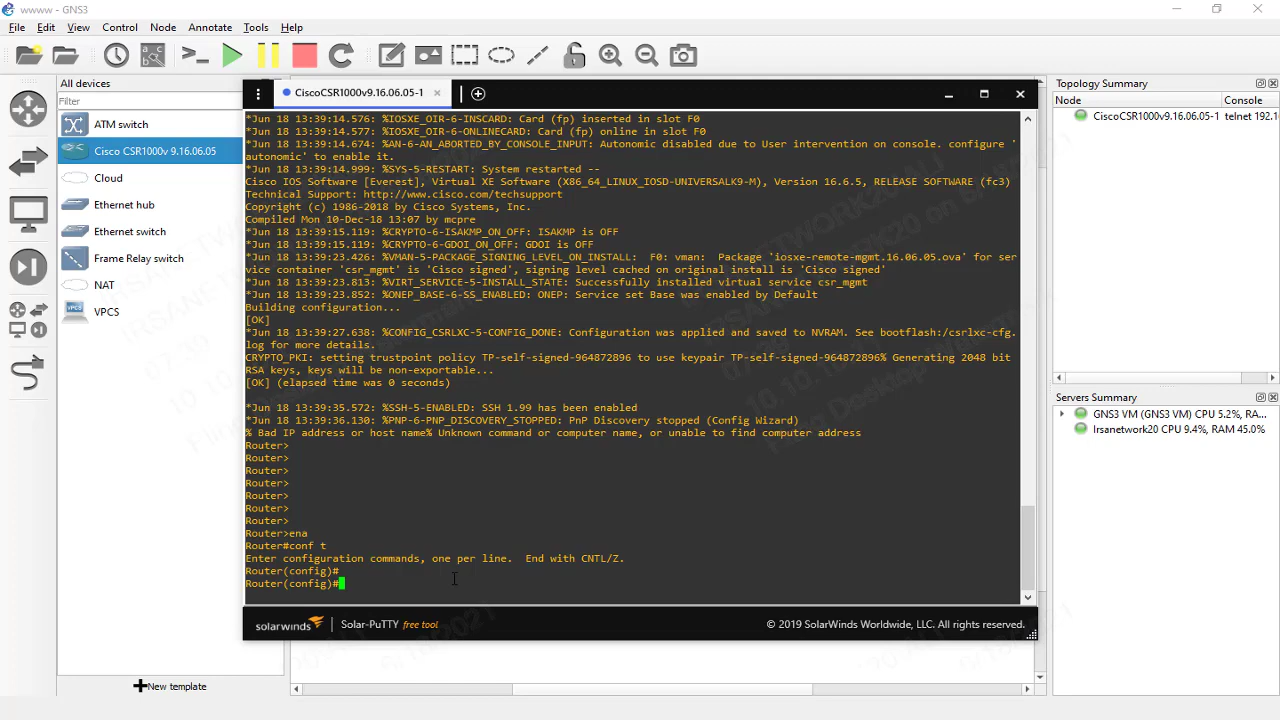 wwww - GNS3
File Edit View Control Node Annotate Tools Help
All devices
Filter
ATM switch
Cisco CSR1000v 9.16.06.05
Cloud
Ethernet hub
Ethernet switch
Frame Relay switch
NAT
VPCS
New template
CiscoCSR1000v9.16.06.05-1
*Jun 18 13:39:14.576: %IOSXE_OIR-6-INSCARD: Card (fp) inserted in slot F0
*Jun 18 13:39:14.577: %IOSXE_OIR-6-ONLINECARD: Card (fp) online in slot F0
*Jun 18 13:39:14.674: %AN-6-AN_ABORTED_BY_CONSOLE_INPUT: Autonomic disabled due to User intervention on console. configure '
autonomic' to enable it.
*Jun 18 13:39:14.999: %SYS-5-RESTART: System restarted --
Cisco IOS Software [Everest], Virtual XE Software (X86_64_LINUX_IOSD-UNIVERSALK9-M), Version 16.6.5, RELEASE SOFTWARE (fc3)
Technical Support: http://www.cisco.com/techsupport
Copyright (c) 1986-2018 by Cisco Systems, Inc.
Compiled Mon 10-Dec-18 13:07 by mcpre
*Jun 18 13:39:15.119: %CRYPTO-6-ISAKMP_ON_OFF: ISAKMP is OFF
*Jun 18 13:39:15.119: %CRYPTO-6-GDOI_ON_OFF: GDOI is OFF
*Jun 18 13:39:23.426: %VMAN-5-PACKAGE_SIGNING_LEVEL_ON_INSTALL:  F0: vman:  Package 'iosxe-remote-mgmt.16.06.05.ova' for ser
vice container 'csr_mgmt' is 'Cisco signed', signing level cached on original install is 'Cisco signed'
*Jun 18 13:39:23.813: %VIRT_SERVICE-5-INSTALL_STATE: Successfully installed virtual service csr_mgmt
*Jun 18 13:39:23.852: %ONEP_BASE-6-SS_ENABLED: ONEP: Service set Base was enabled by Default
Building configuration...
[OK]
*Jun 18 13:39:27.638: %CONFIG_CSRLXC-5-CONFIG_DONE: Configuration was applied and saved to NVRAM. See bootflash:/csrlxc-cfg.
log for more details.
CRYPTO_PKI: setting trustpoint policy TP-self-signed-964872896 to use keypair TP-self-signed-964872896% Generating 2048 bit
RSA keys, keys will be non-exportable...
[OK] (elapsed time was 0 seconds)
*Jun 18 13:39:35.572: %SSH-5-ENABLED: SSH 1.99 has been enabled
*Jun 18 13:39:36.130: %PNP-6-PNP_DISCOVERY_STOPPED: PnP Discovery stopped (Config Wizard)
% Bad IP address or host name% Unknown command or computer name, or unable to find computer address
Router>
Router>
Router>
Router>
Router>
Router>
Router>
Router>ena
Router#conf t
Enter configuration commands, one per line.  End with CNTL/Z.
Router(config)#
Router(config)#
solarwinds Solar-PuTTY free tool
© 2019 SolarWinds Worldwide, LLC. All rights reserved.
Topology Summary
Node Console
CiscoCSR1000v9.16.06.05-1 telnet 192.1
Servers Summary
GNS3 VM (GNS3 VM) CPU 5.2%, RA...
Irsanetwork20 CPU 9.4%, RAM 45.0%